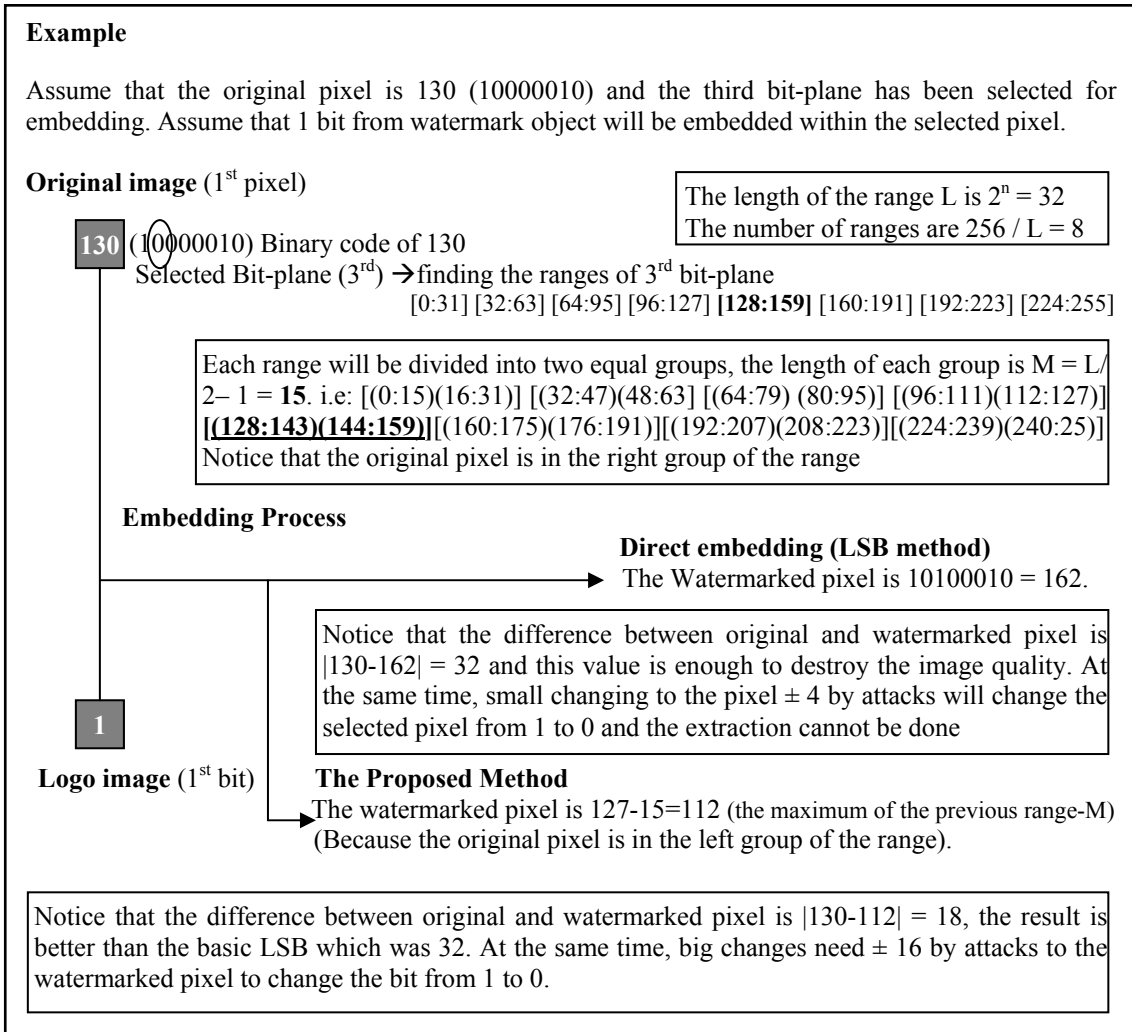 Example
Assume that the original pixel is 130 (10000010) and the third bit-plane has been selected for
embedding. Assume that 1 bit from watermark object will be embedded within the selected pixel.
Original image (1st pixel)
The length of the range L is 2^n = 32
The number of ranges are 256 / L = 8
130 (10000010) Binary code of 130
Selected Bit-plane (3rd) →finding the ranges of 3rd bit-plane
[0:31] [32:63] [64:95] [96:127] [128:159] [160:191] [192:223] [224:255]
Each range will be divided into two equal groups, the length of each group is M = L/
2– 1 = 15. i.e: [(0:15)(16:31)] [(32:47)(48:63] [(64:79) (80:95)] [(96:111)(112:127)]
[(128:143)(144:159)][(160:175)(176:191)][(192:207)(208:223)][(224:239)(240:25)]
Notice that the original pixel is in the right group of the range
Embedding Process
Direct embedding (LSB method)
The Watermarked pixel is 10100010 = 162.
Notice that the difference between original and watermarked pixel is
|130-162| = 32 and this value is enough to destroy the image quality. At
the same time, small changing to the pixel ± 4 by attacks will change the
selected pixel from 1 to 0 and the extraction cannot be done
1
Logo image (1st bit)
The Proposed Method
The watermarked pixel is 127-15=112 (the maximum of the previous range-M)
(Because the original pixel is in the left group of the range).
Notice that the difference between original and watermarked pixel is |130-112| = 18, the result is
better than the basic LSB which was 32. At the same time, big changes need ± 16 by attacks to the
watermarked pixel to change the bit from 1 to 0.